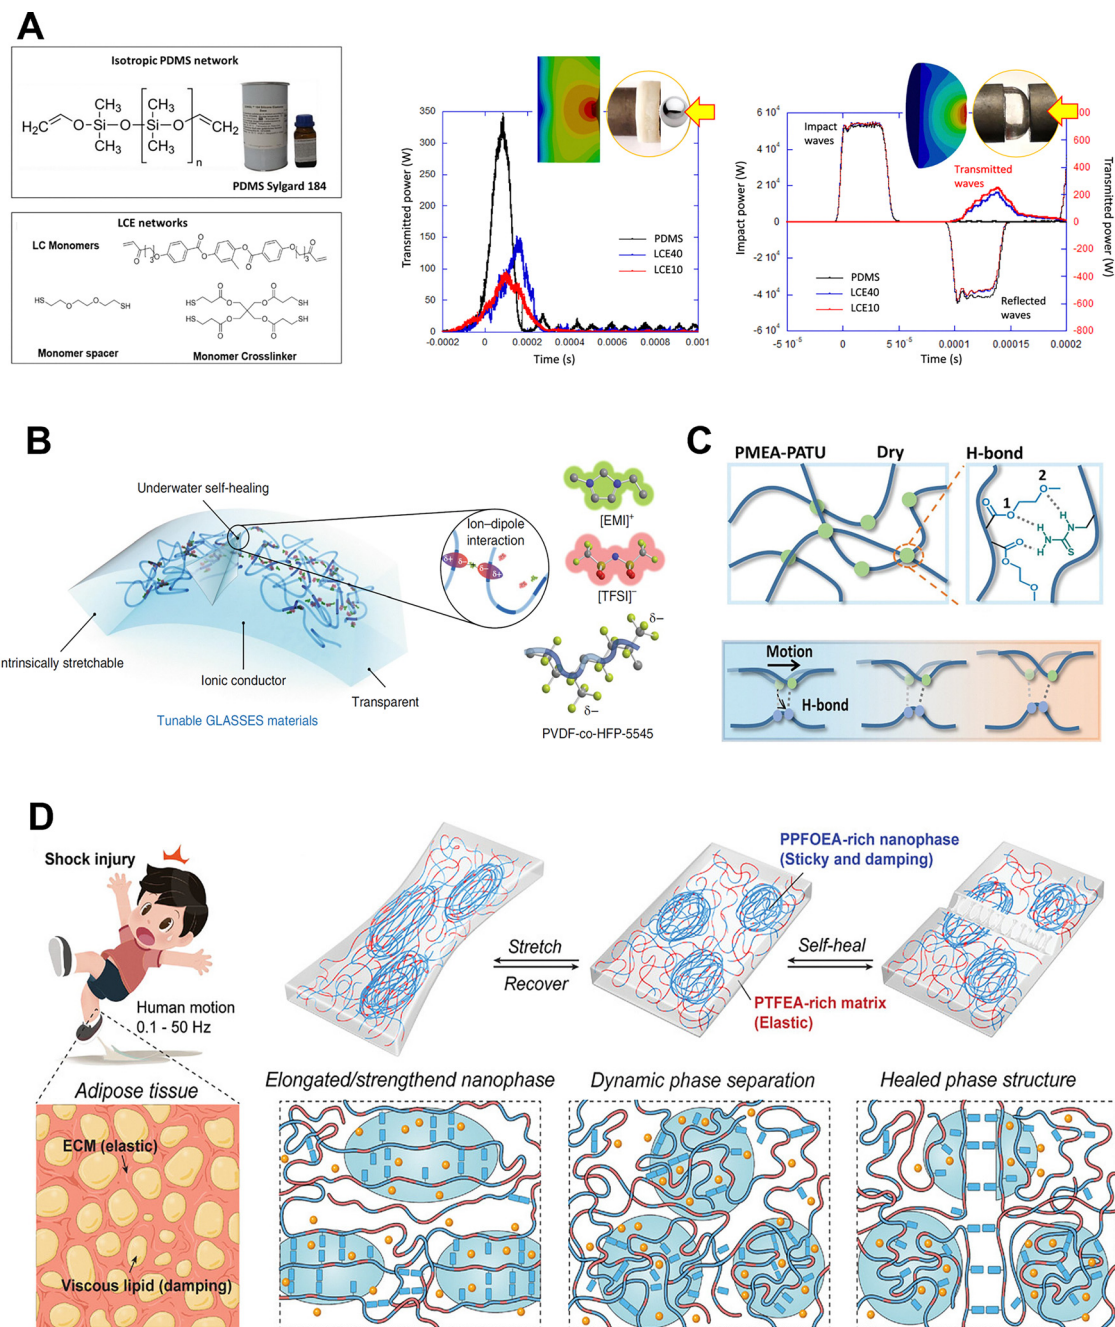 A
Isotropic PDMS network
CH₃
CH₃
H₂C
O
Si
O
Si
O
CH₂
CH₃
CH₃
n
PDMS Sylgard 184
LCE networks
LC Monomers
HS
SH
HS
SH
HS
SH
Monomer spacer
Monomer Crosslinker
Transmitted power (W)
350
300
250
200
150
100
50
0
-0.0002
0
0.0002
0.0004
0.0006
0.0008
0.001
Time (s)
PDMS
LCE40
LCE10
Impact power (W)
6 10⁴
4 10⁴
2 10⁴
0
-2 10⁴
-4 10⁴
-6 10⁴
-5 10⁻⁵
0
5 10⁻⁵
0.0001
0.00015
0.0002
Time (s)
Impact waves
Transmitted waves
Reflected waves
PDMS
LCE40
LCE10
600
400
200
0
-200
-400
-600
-800
Transmitted power (W)
B
Underwater self-healing
Ion–dipole
interaction
δ+
δ−
δ−
δ+
[EMI]⁺
[TFSI]⁻
δ−
δ−
PVDF-co-HFP-5545
ntrinsically stretchable
Ionic conductor
Transparent
Tunable GLASSES materials
C
PMEA-PATU
Dry
H-bond
1
2
Motion
H-bond
D
Shock injury
Human motion
0.1 - 50 Hz
Stretch
Recover
PPFOEA-rich nanophase
(Sticky and damping)
Self-heal
PTFEA-rich matrix
(Elastic)
Adipose tissue
Elongated/strengthend nanophase
Dynamic phase separation
Healed phase structure
ECM (elastic)
Viscous lipid (damping)